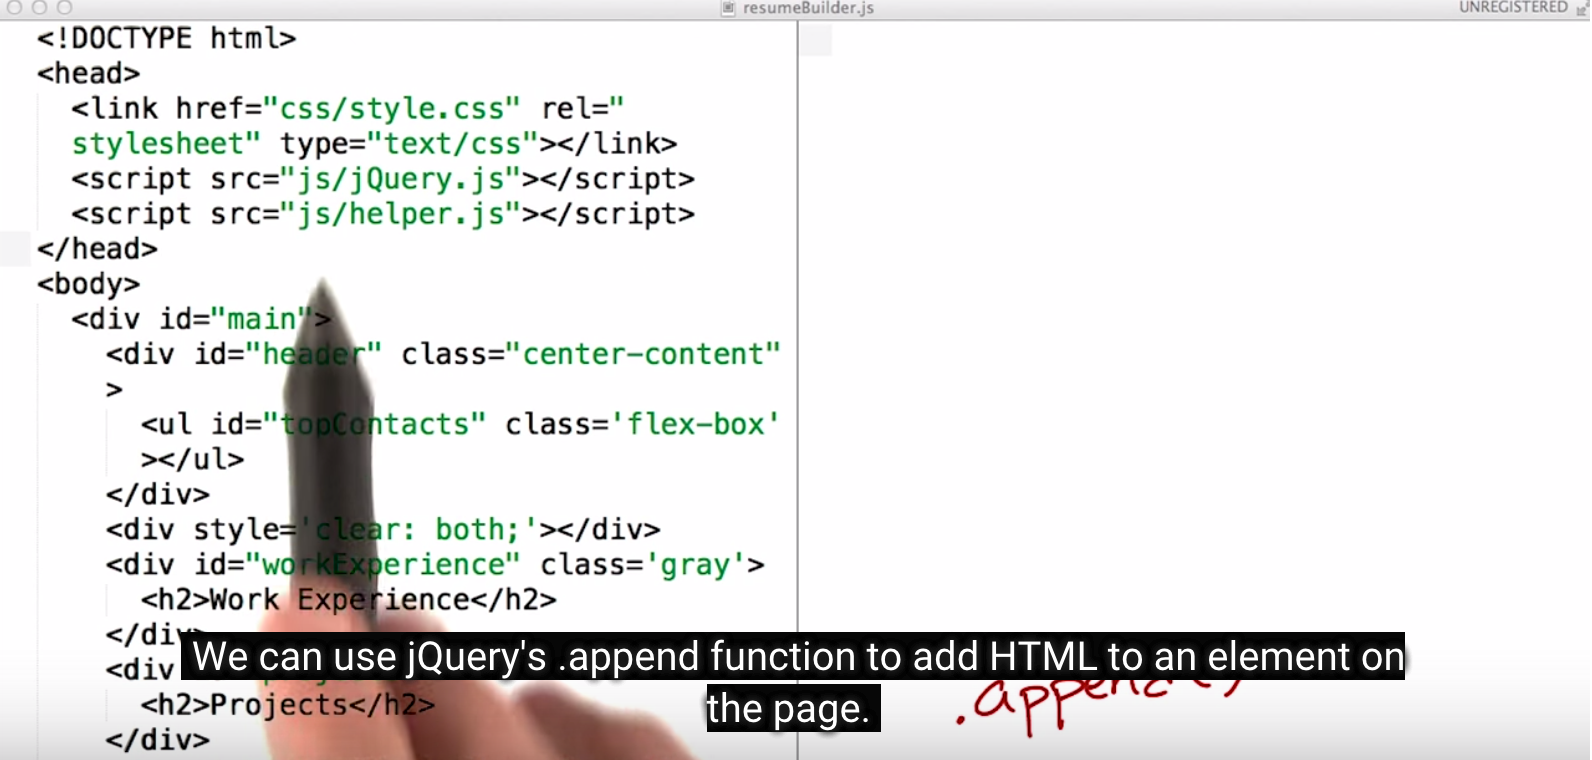 resumeBuilder.js
UNREGISTERED
<!DOCTYPE html>
<head>
<link href="css/style.css" rel="
stylesheet" type="text/css"></link>
<script src="js/jQuery.js"></script>
<script src="js/helper.js"></script>
</head>
<body>
<div id="main">
<div id="header" class="center-content"
>
<ul id="topContacts" class='flex-box'
></ul>
</div>
<div style='clear: both;'></div>
<div id="workExperience" class='gray'>
<h2>Work Experience</h2>
</div>
<div
<h2>Projects</h2>
</div>
We can use jQuery's .append function to add HTML to an element on
the page.
.append